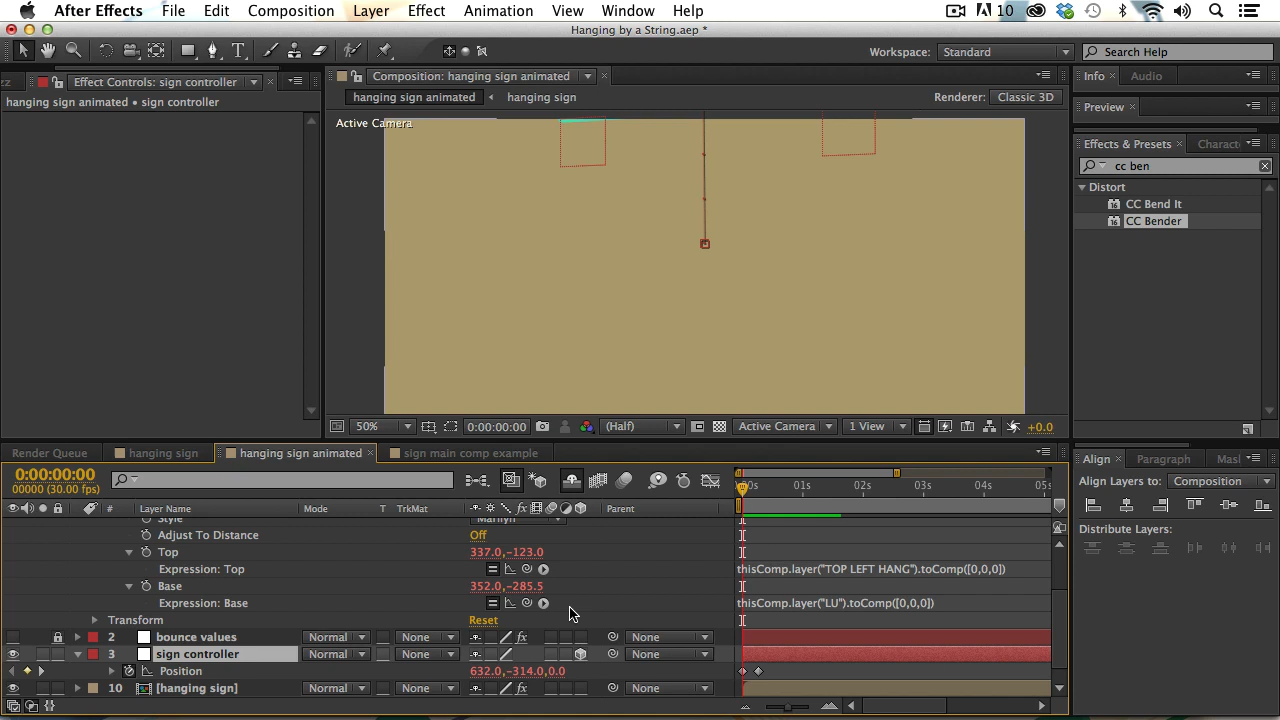 After Effects File Edit Composition Layer Effect Animation View Window Help 10
Hanging by a String.aep *
Workspace: Standard Search Help
Effect Controls: sign controller
hanging sign animated • sign controller
Composition: hanging sign animated
hanging sign animated hanging sign
Renderer: Classic 3D
Active Camera
50% 0:00:00:00 (Half) Active Camera 1 View +0.0
Info Audio
Preview
Effects & Presets Charact
cc ben
Distort
CC Bend It
CC Bender
Render Queue hanging sign hanging sign animated sign main comp example
0:00:00:00
00000 (30.00 fps)
00s 01s 02s 03s 04s 05s
# Layer Name Mode T TrkMat Parent
Style Marilyn
Adjust To Distance Off
Top 337.0,-123.0
Expression: Top thisComp.layer("TOP LEFT HANG").toComp([0,0,0])
Base 352.0,-285.5
Expression: Base thisComp.layer("LU").toComp([0,0,0])
Transform Reset
2 bounce values Normal None None
3 sign controller Normal None None
Position 632.0,-314.0,0.0
10 [hanging sign] Normal None None
Align Paragraph Masl
Align Layers to: Composition
Distribute Layers: